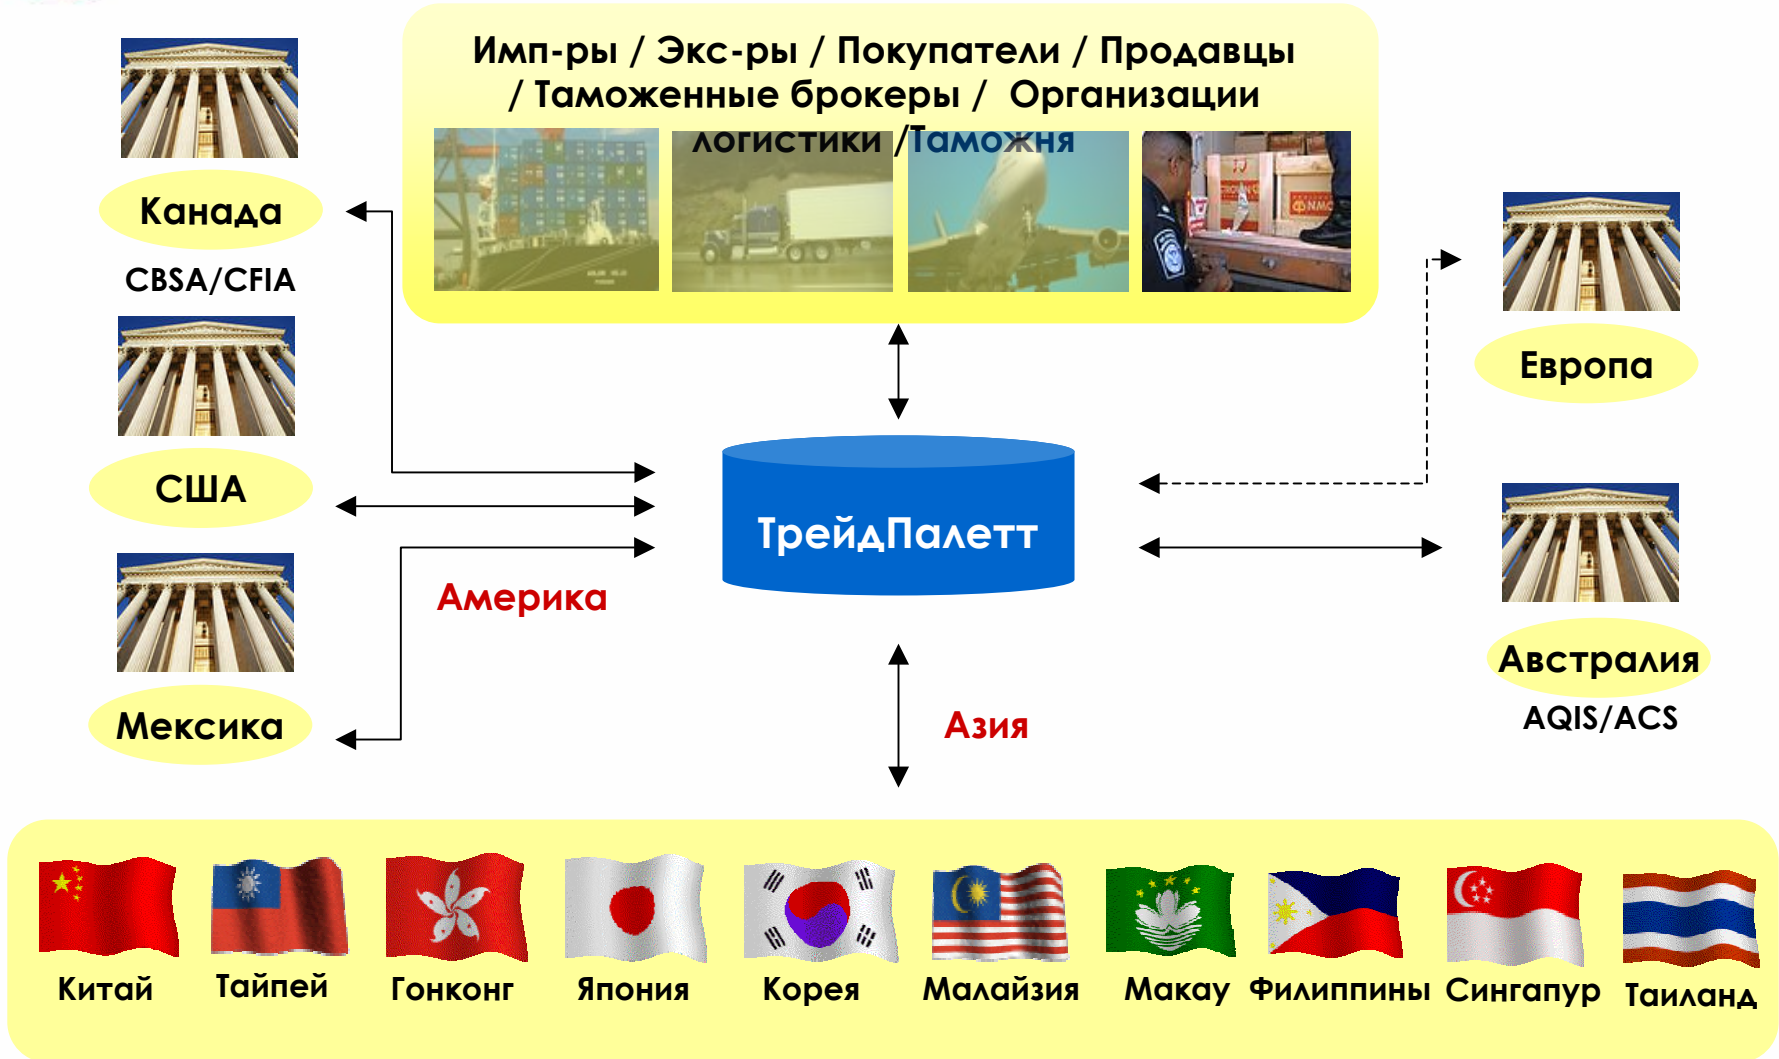 Имп-ры / Экс-ры / Покупатели / Продавцы
/ Таможенные брокеры / Организации
логистики /Таможня
Канада
CBSA/CFIA
США
Мексика
Америка
ТрейдПалетт
Европа
Австралия
AQIS/ACS
Азия
Китай
Тайпей
Гонконг
Япония
Корея
Малайзия
Макау
Филиппины
Сингапур
Таиланд